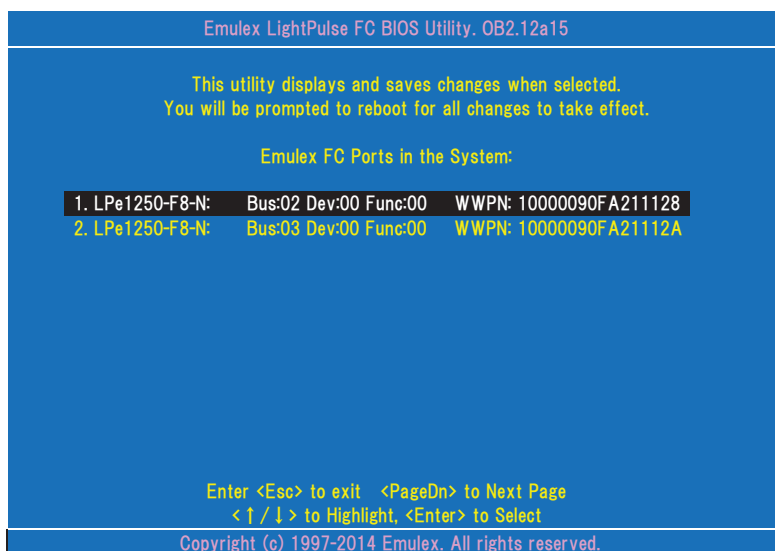 Emulex LightPulse FC BIOS Utility. OB2.12a15
This utility displays and saves changes when selected.
You will be prompted to reboot for all changes to take effect.
Emulex FC Ports in the System:
1. LPe1250-F8-N: Bus:02 Dev:00 Func:00 WWPN: 10000090FA211128
2. LPe1250-F8-N: Bus:03 Dev:00 Func:00 WWPN: 10000090FA21112A
Enter <Esc> to exit <PageDn> to Next Page
<↑/↓> to Highlight, <Enter> to Select
Copyright (c) 1997-2014 Emulex. All rights reserved.